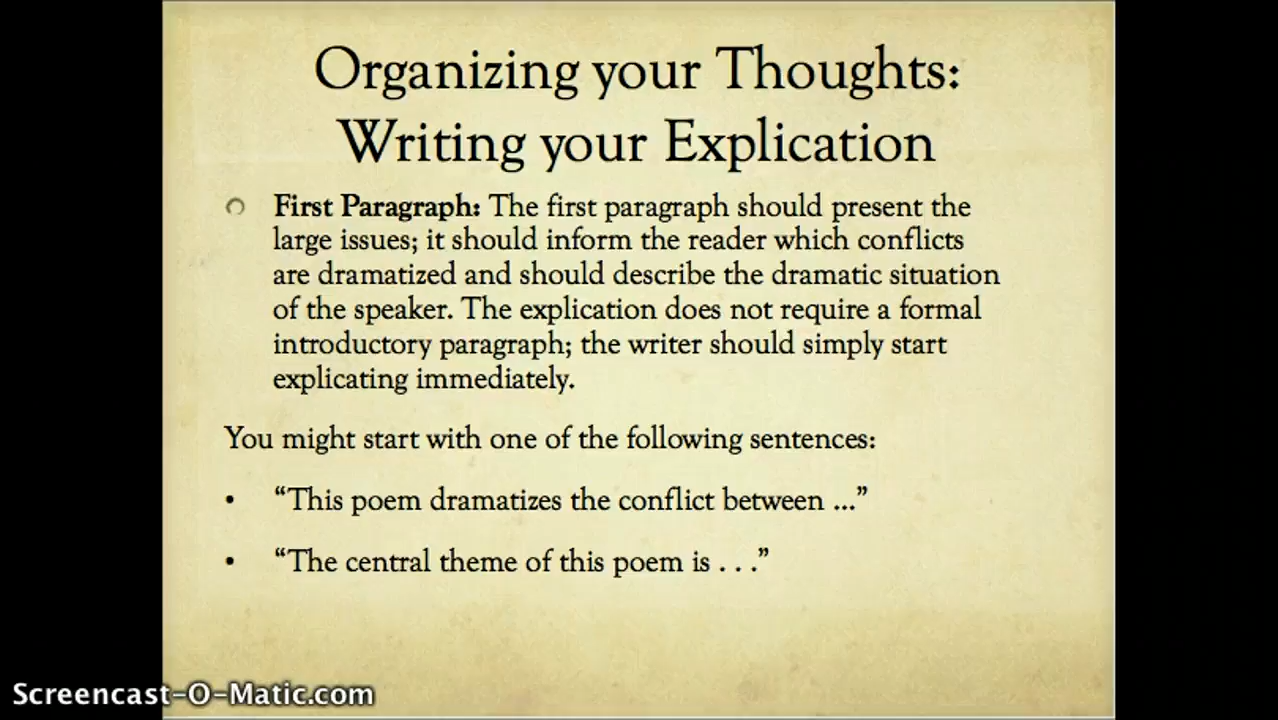 Organizing your Thoughts:
Writing your Explication
First Paragraph: The first paragraph should present the
large issues; it should inform the reader which conflicts
are dramatized and should describe the dramatic situation
of the speaker. The explication does not require a formal
introductory paragraph; the writer should simply start
explicating immediately.
You might start with one of the following sentences:
• “This poem dramatizes the conflict between ...”
• “The central theme of this poem is . . .”
Screencast-O-Matic.com